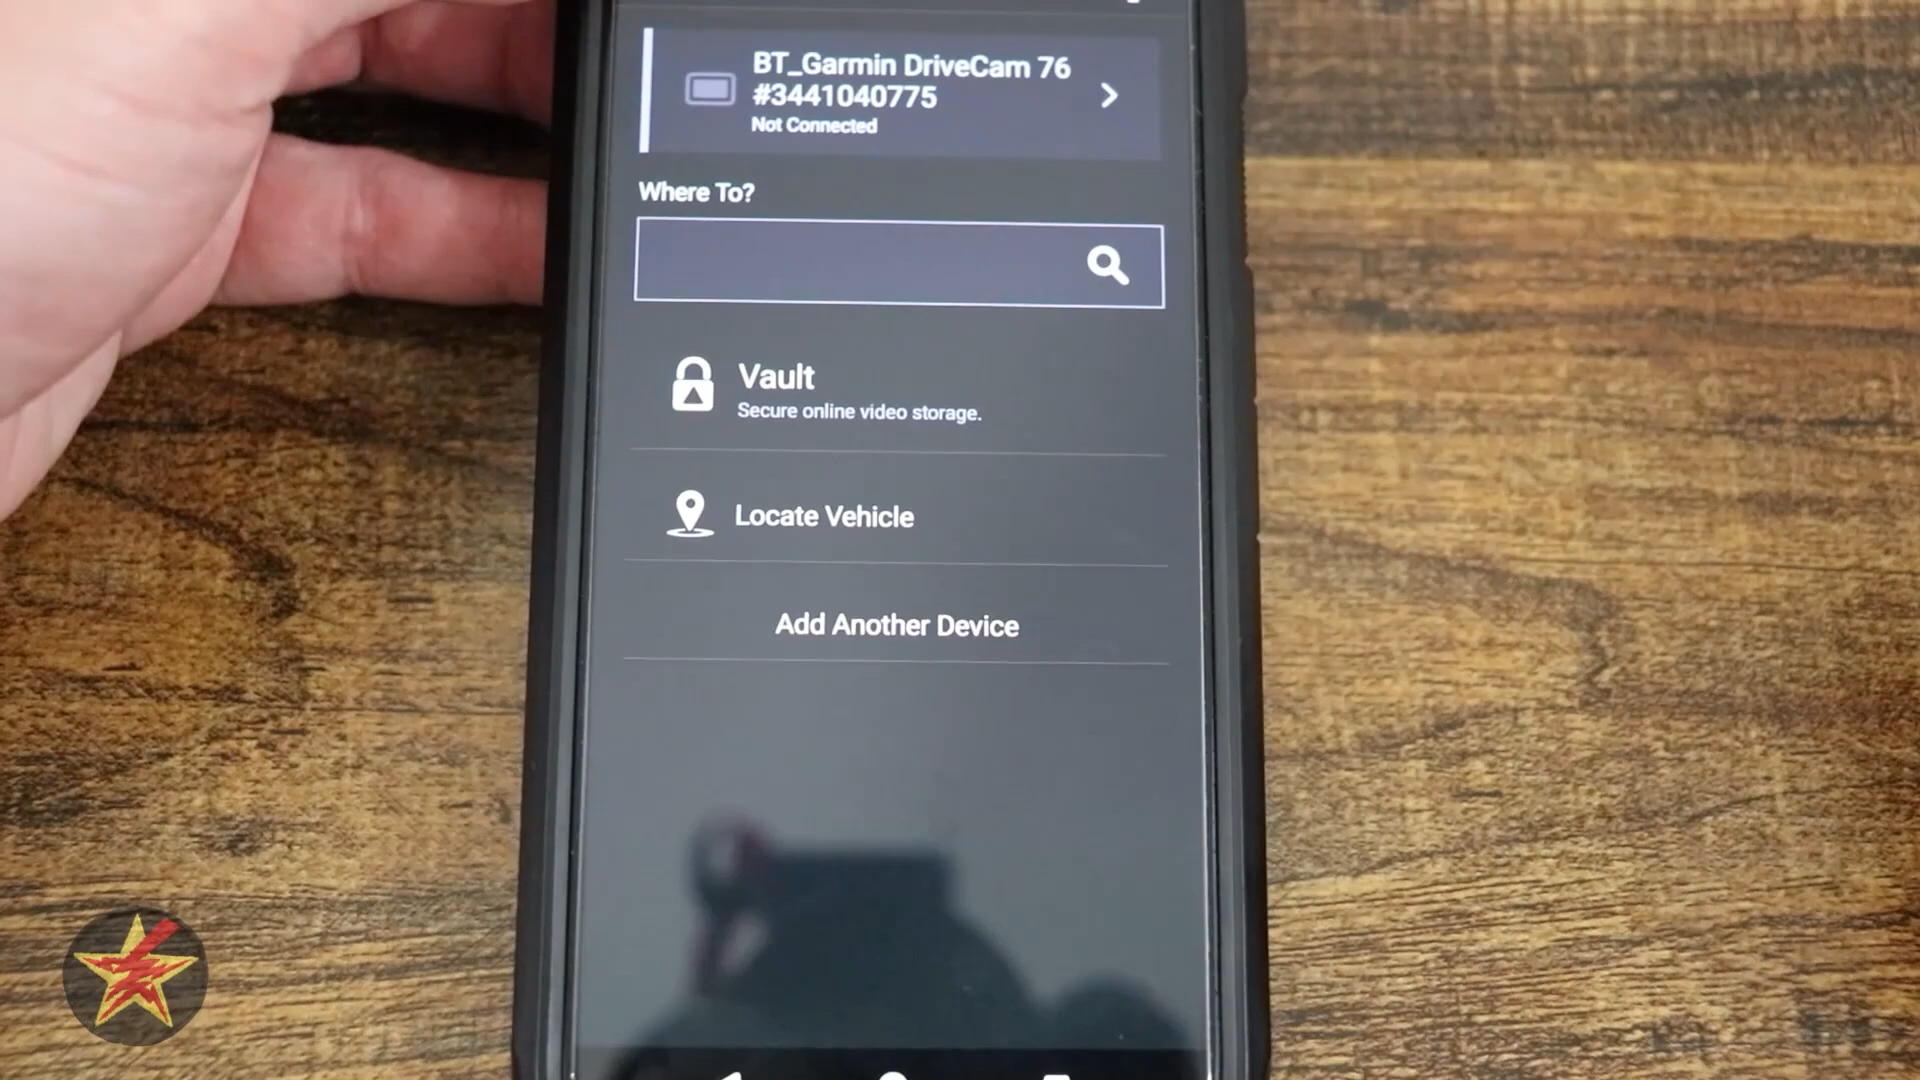 BT_Garmin DriveCam 76
#3441040775
Not Connected
Where To?
Vault
Secure online video storage.
Locate Vehicle
Add Another Device